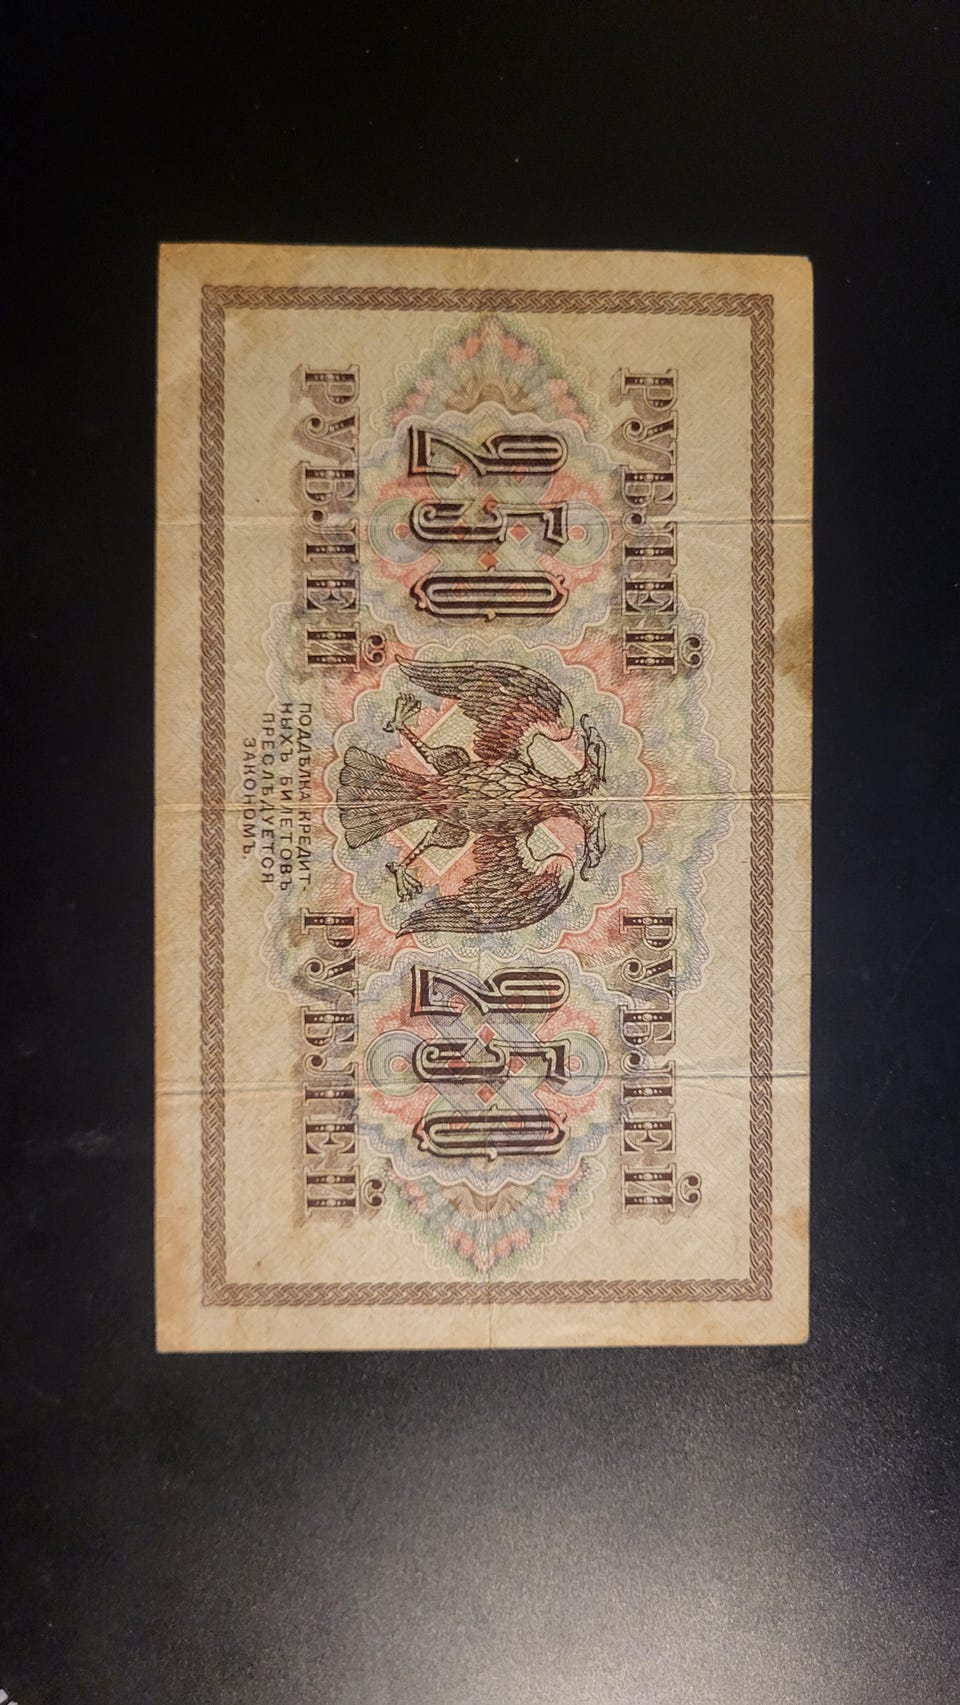 РУБЛЕЙ РУБЛЕЙ
250 250
РУБЛЕЙ РУБЛЕЙ
ПОДДѢЛКА КРЕДИТ-
НЫХЪ БИЛЕТОВЪ
ПРЕСЛѢДУЕТСЯ
ЗАКОНОМЪ.